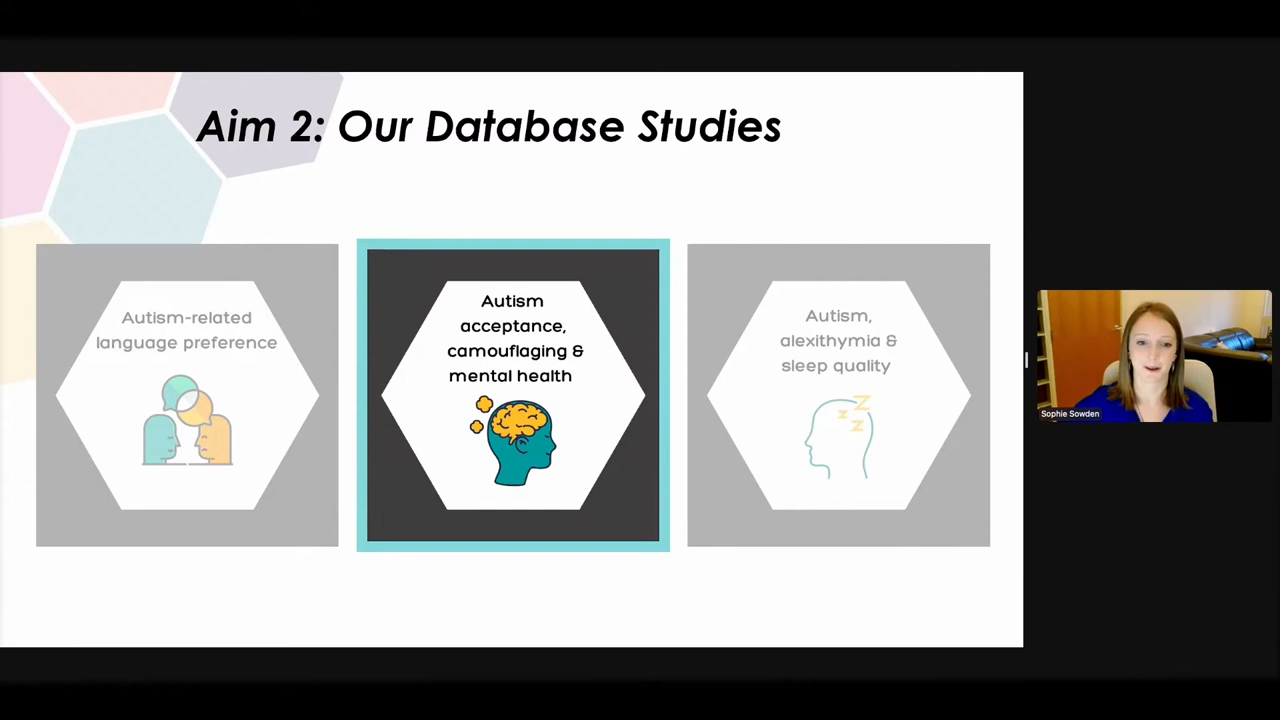 Aim 2: Our Database Studies
Autism-related
language preference
Autism
acceptance,
camouflaging &
mental health
Autism,
alexithymia &
sleep quality
z z
z
Sophie Sowden